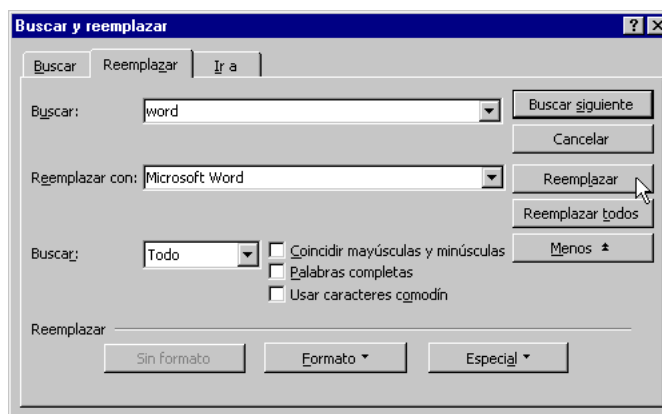 Buscar y reemplazar
Buscar Reemplazar Ir a
Buscar: word Buscar siguiente
Cancelar
Reemplazar con: Microsoft Word Reemplazar
Reemplazar todos
Buscar: Todo Coincidir mayúsculas y minúsculas Menos
Palabras completas
Usar caracteres comodín
Reemplazar
Sin formato Formato Especial